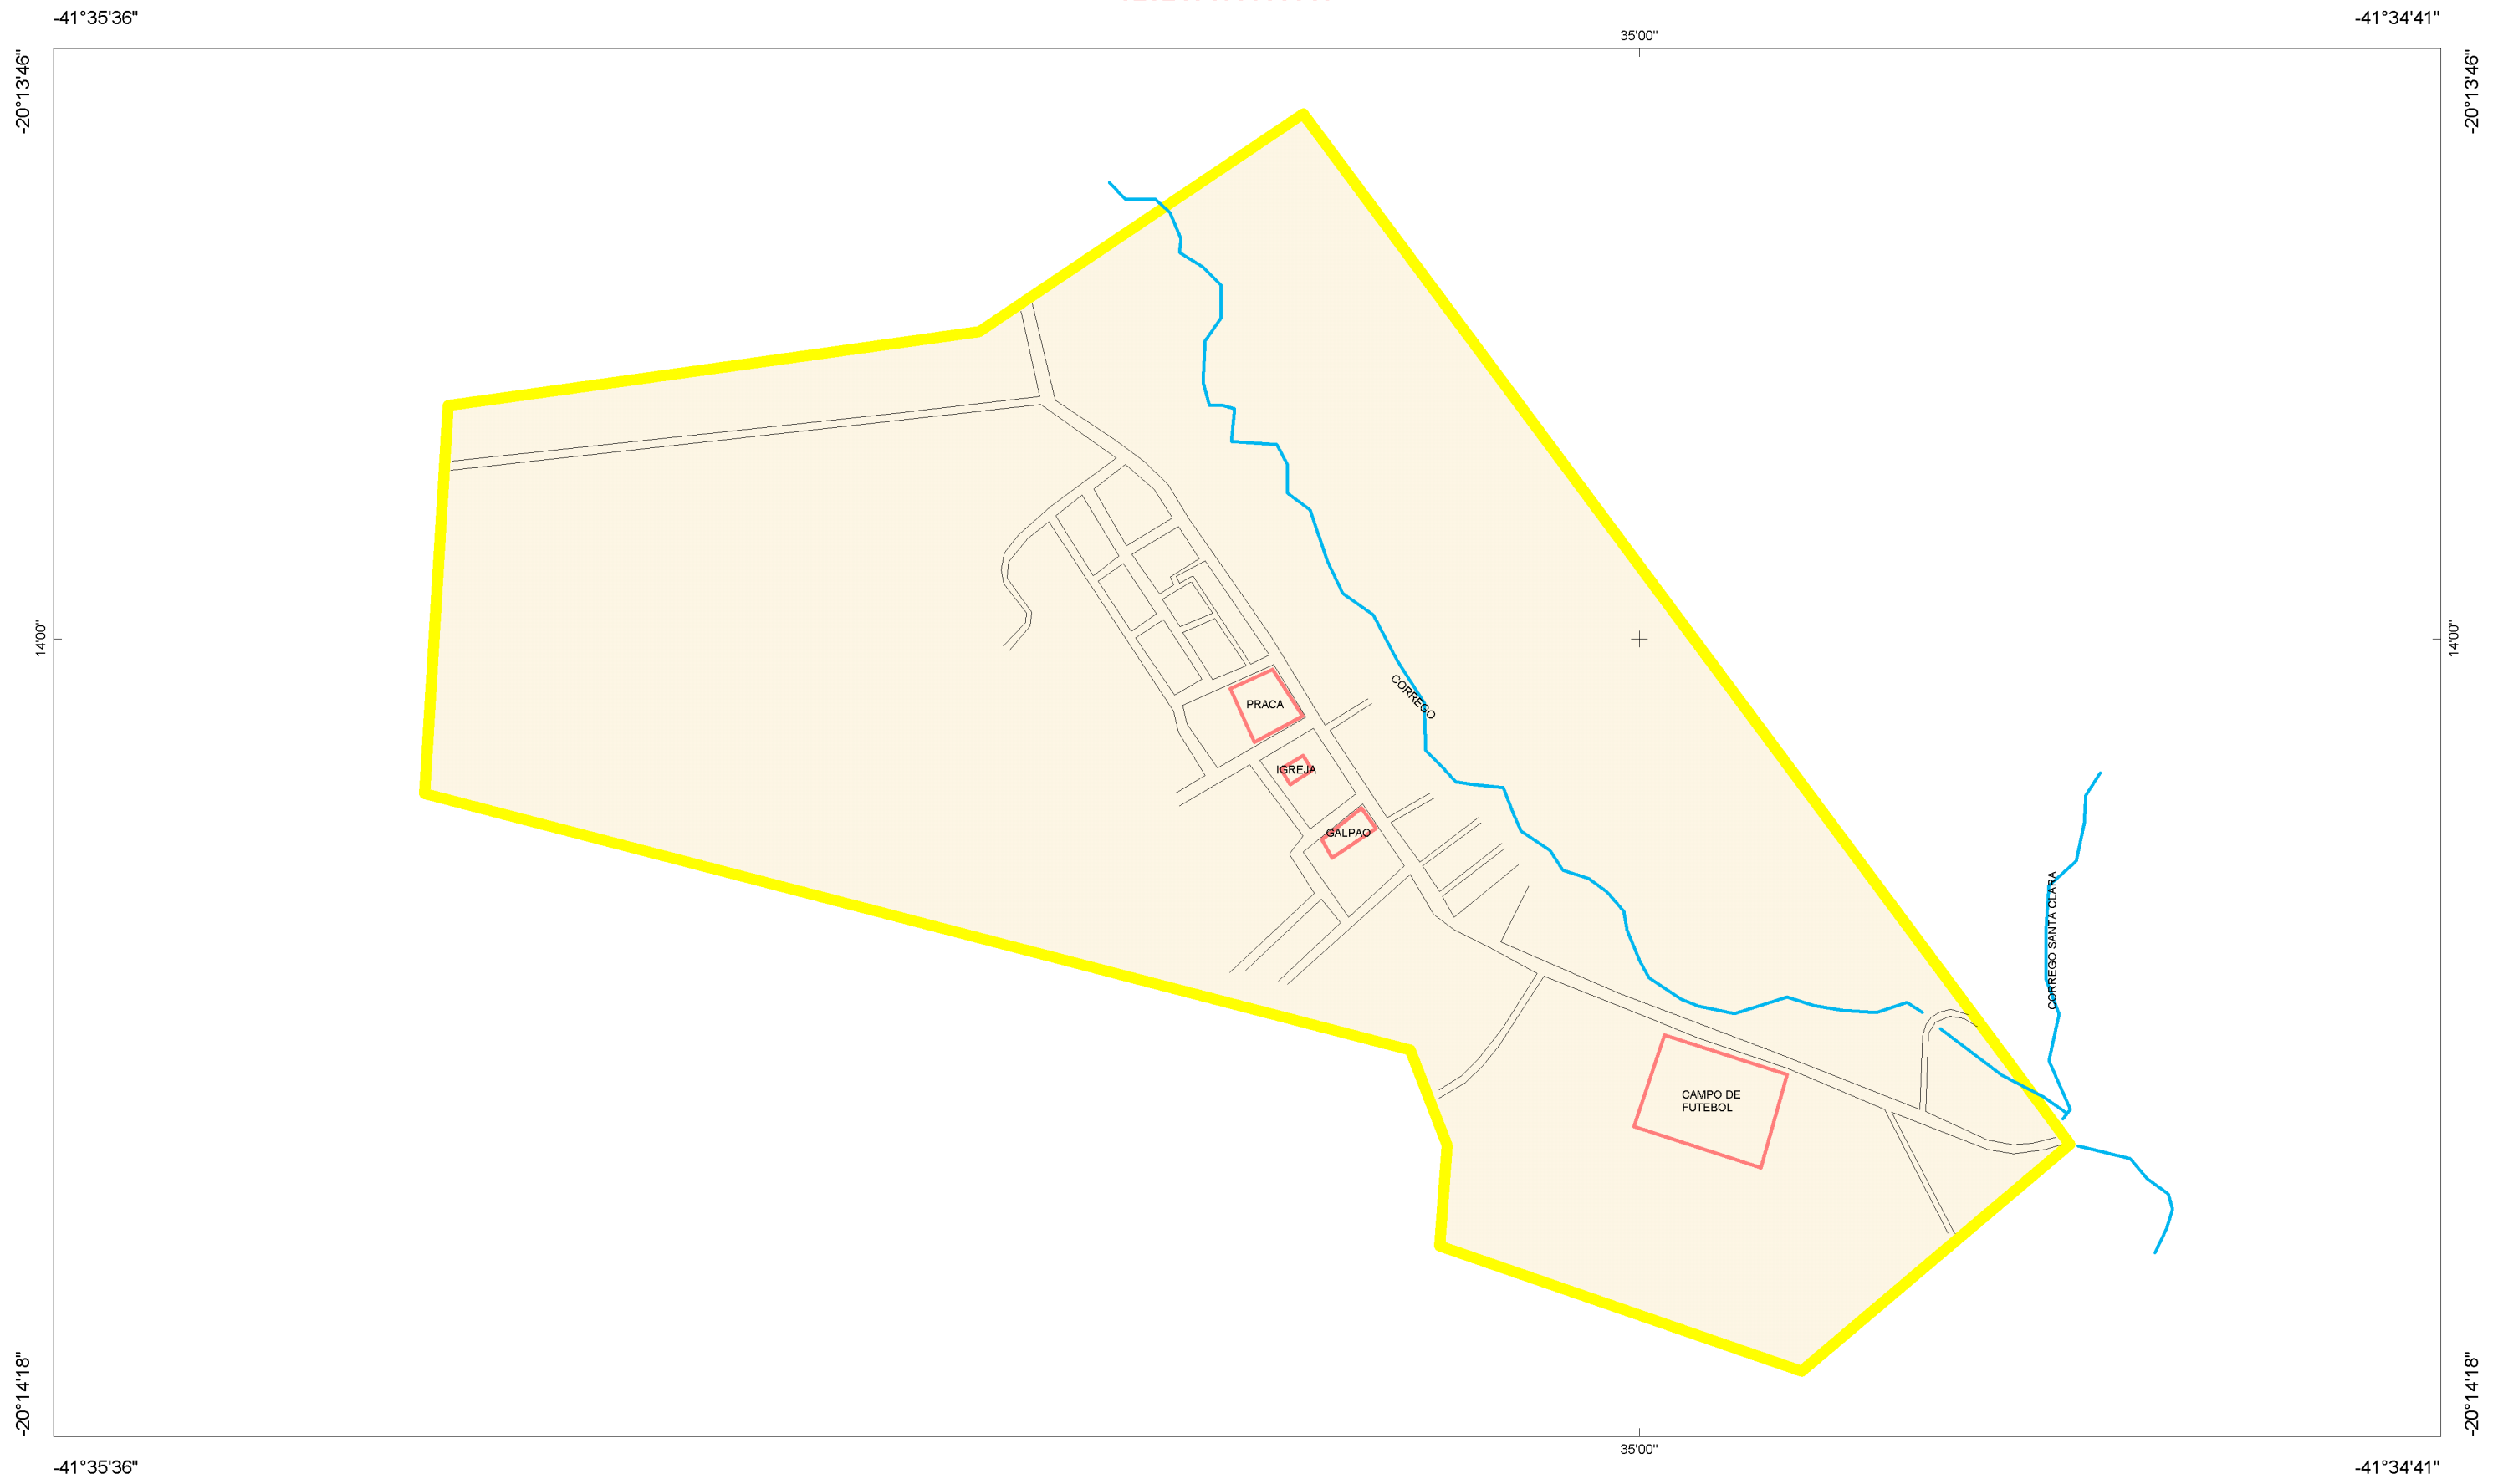 -41°35'36"
-41°34'41"
35'00"
-20°13'46"
-20°13'46"
14'00"
14'00"
CORREGO
PRACA
IGREJA
GALPAO
CORREGO SANTA CLARA
CAMPO DE
FUTEBOL
-20°14'18"
-20°14'18"
35'00"
-41°35'36"
-41°34'41"